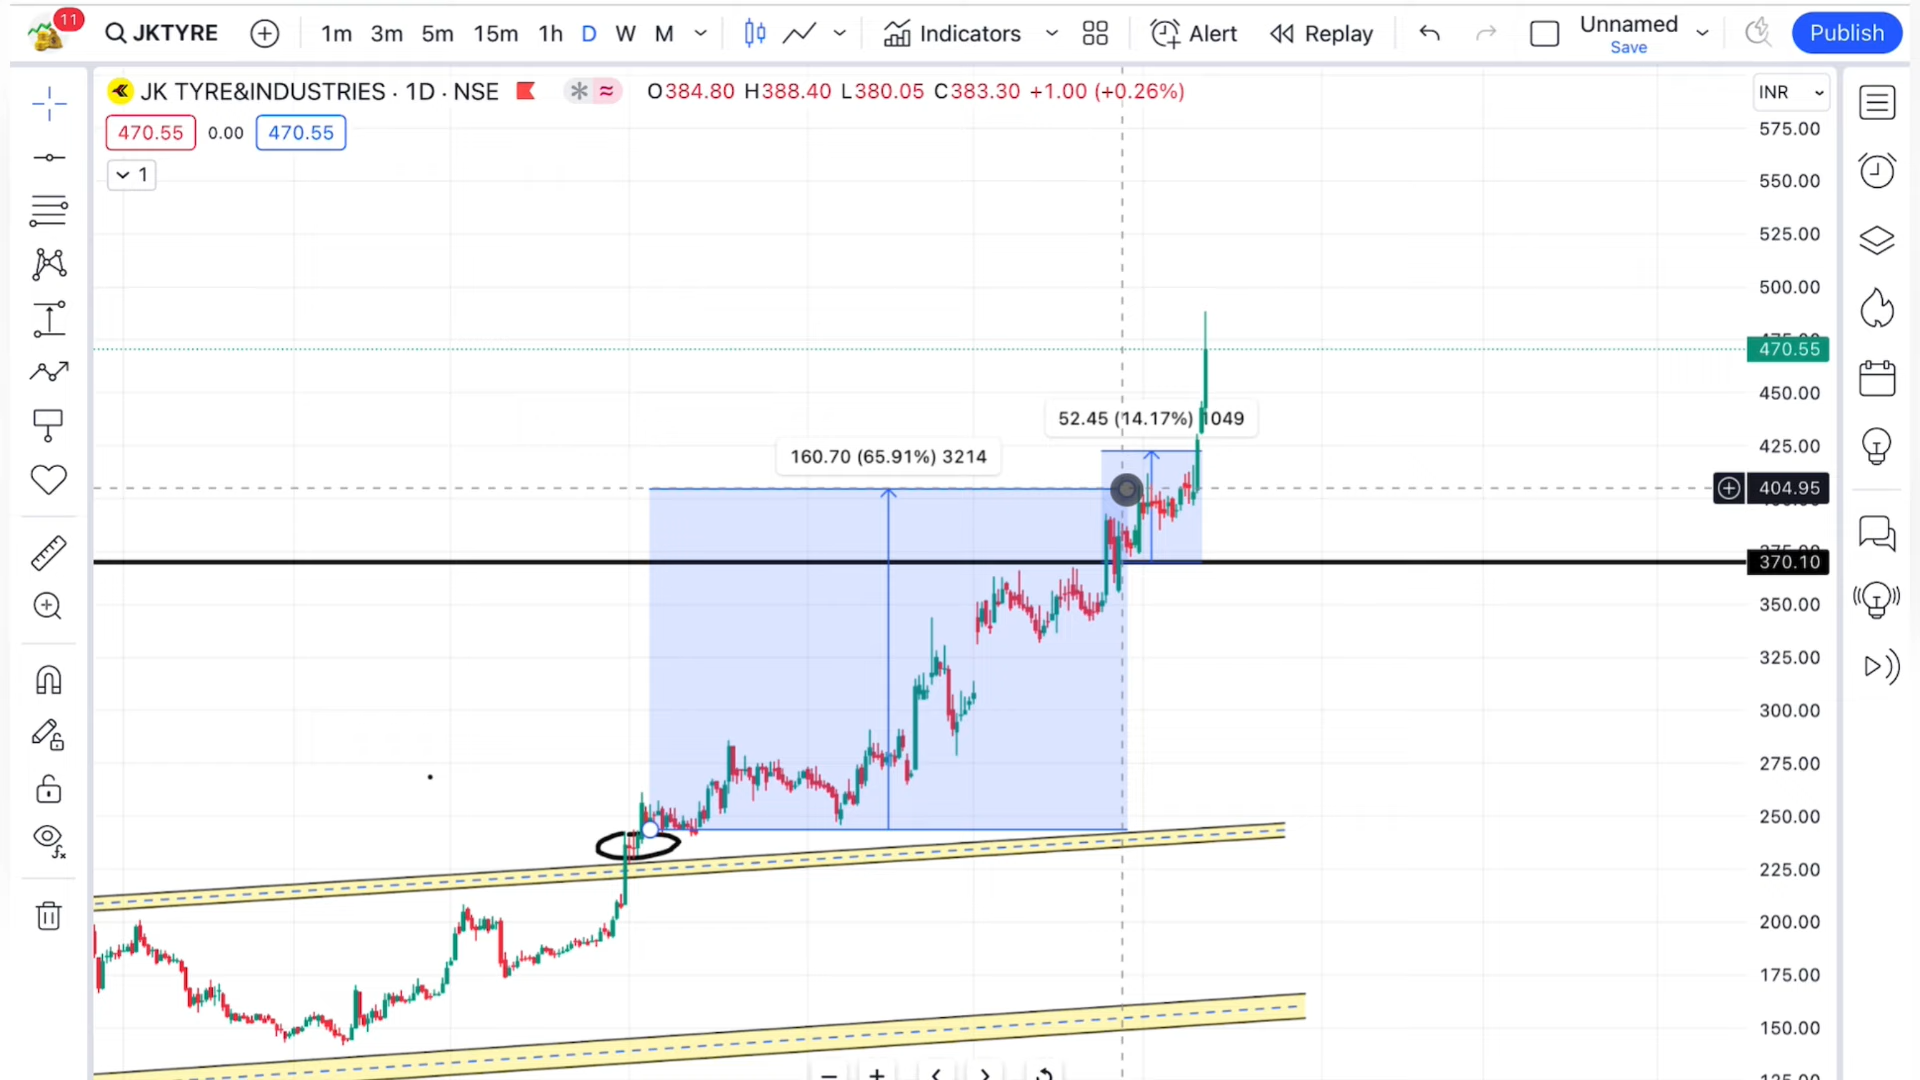 11
JKTYRE
1m 3m 5m 15m 1h D W M
Indicators
Alert
Replay
Unnamed
Save
Publish
JK TYRE&INDUSTRIES · 1D · NSE
O384.80 H388.40 L380.05 C383.30 +1.00 (+0.26%)
INR
470.55 0.00 470.55
1
575.00
550.00
525.00
500.00
470.55
450.00
52.45 (14.17%) 1049
425.00
160.70 (65.91%) 3214
404.95
370.10
350.00
325.00
300.00
275.00
250.00
225.00
200.00
175.00
150.00